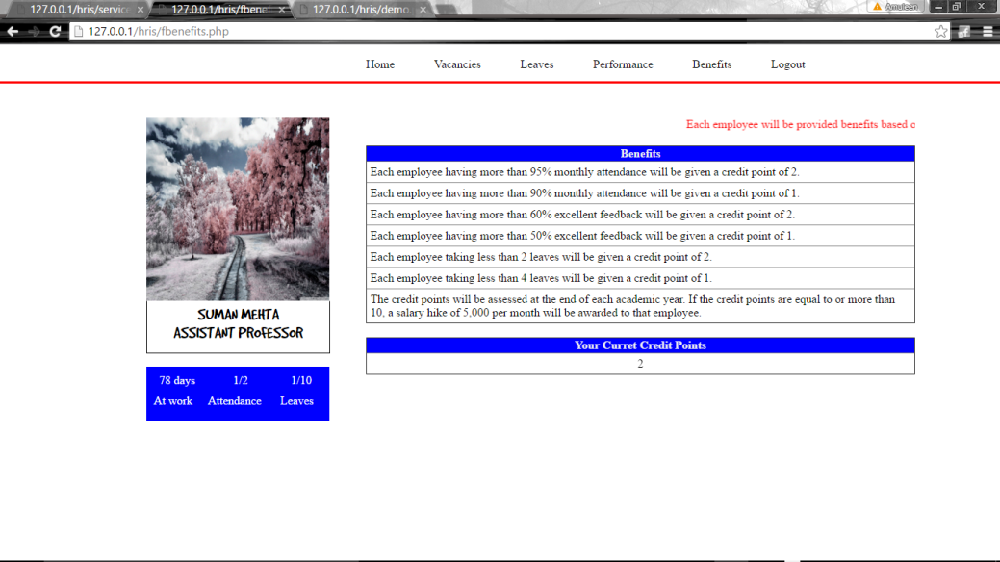 127.0.0.1/hris/servic
127.0.0.1/hris/fbene
127.0.0.1/hris/demo
Amuleen
127.0.0.1/hris/fbenefits.php
Home Vacancies Leaves Performance Benefits Logout
Each employee will be provided benefits based o
SUMAN MEHTA
ASSISTANT PROFESSOR
78 days 1/2 1/10
At work Attendance Leaves
Benefits
Each employee having more than 95% monthly attendance will be given a credit point of 2.
Each employee having more than 90% monthly attendance will be given a credit point of 1.
Each employee having more than 60% excellent feedback will be given a credit point of 2.
Each employee having more than 50% excellent feedback will be given a credit point of 1.
Each employee taking less than 2 leaves will be given a credit point of 2.
Each employee taking less than 4 leaves will be given a credit point of 1.
The credit points will be assessed at the end of each academic year. If the credit points are equal to or more than
10, a salary hike of 5,000 per month will be awarded to that employee.
Your Curret Credit Points
2